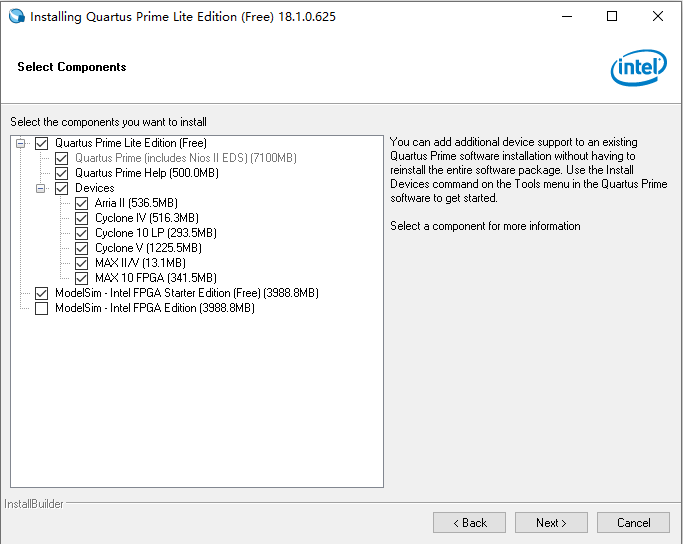 Installing Quartus Prime Lite Edition (Free) 18.1.0.625
Select Components
intel
Select the components you want to install
Quartus Prime Lite Edition (Free)
Quartus Prime (includes Nios II EDS) (7100MB)
Quartus Prime Help (500.0MB)
Devices
Arria II (536.5MB)
Cyclone IV (516.3MB)
Cyclone 10 LP (293.5MB)
Cyclone V (1225.5MB)
MAX II/V (13.1MB)
MAX 10 FPGA (341.5MB)
ModelSim - Intel FPGA Starter Edition (Free) (3988.8MB)
ModelSim - Intel FPGA Edition (3988.8MB)
You can add additional device support to an existing
Quartus Prime software installation without having to
reinstall the entire software package. Use the Install
Devices command on the Tools menu in the Quartus Prime
software to get started.
Select a component for more information
InstallBuilder
< Back
Next >
Cancel